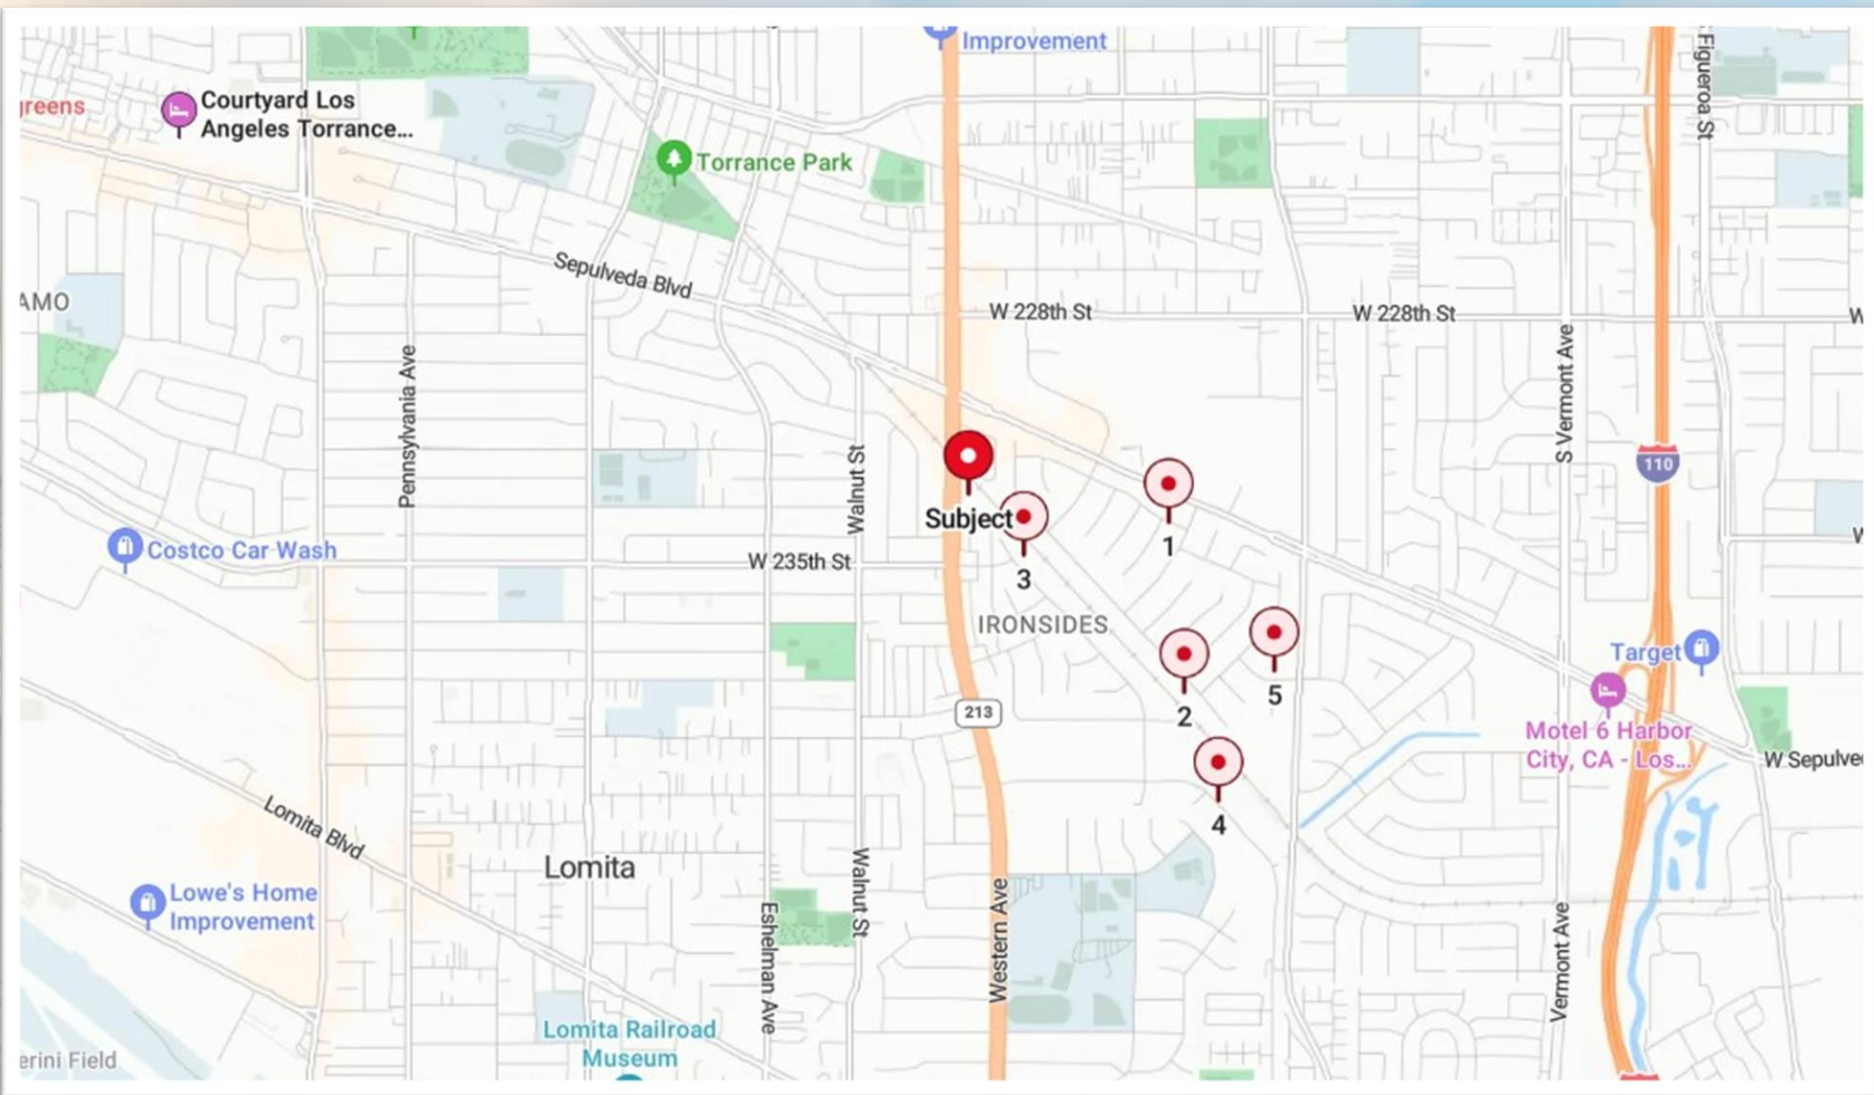 Improvement
Figueroa St
greens
Courtyard Los
Angeles Torrance...
Torrance Park
Sepulveda Blvd
AMO
W 228th St
W 228th St
W
Pennsylvania Ave
S Vermont Ave
Walnut St
110
Subject
1
3
W 235th St
W
Costco Car Wash
IRONSIDES
Target
2
5
213
Motel 6 Harbor
City, CA - Los...
W Sepulve
4
Lomita Blvd
Lomita
Lowe's Home
Improvement
Eshelman Ave
Walnut St
Western Ave
Vermont Ave
Lomita Railroad
Museum
erini Field